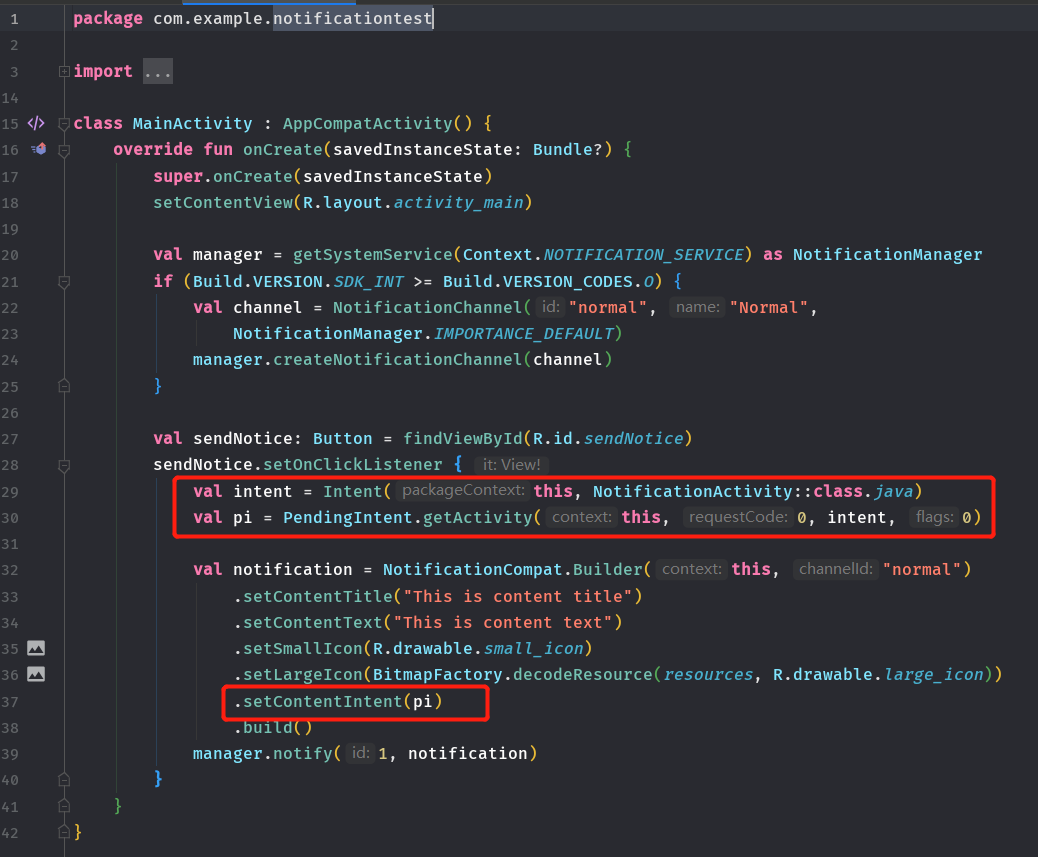 1 package com.example.notificationtest
2
3 import ...
14
15 class MainActivity : AppCompatActivity() {
16 override fun onCreate(savedInstanceState: Bundle?) {
17 super.onCreate(savedInstanceState)
18 setContentView(R.layout.activity_main)
19
20 val manager = getSystemService(Context.NOTIFICATION_SERVICE) as NotificationManager
21 if (Build.VERSION.SDK_INT >= Build.VERSION_CODES.O) {
22 val channel = NotificationChannel( id: "normal", name: "Normal",
23 NotificationManager.IMPORTANCE_DEFAULT)
24 manager.createNotificationChannel(channel)
25 }
26
27 val sendNotice: Button = findViewById(R.id.sendNotice)
28 sendNotice.setOnClickListener { it: View!
29 val intent = Intent( packageContext: this, NotificationActivity::class.java)
30 val pi = PendingIntent.getActivity( context: this, requestCode: 0, intent, flags: 0)
31
32 val notification = NotificationCompat.Builder( context: this, channelId: "normal")
33 .setContentTitle("This is content title")
34 .setContentText("This is content text")
35 .setSmallIcon(R.drawable.small_icon)
36 .setLargeIcon(BitmapFactory.decodeResource(resources, R.drawable.large_icon))
37 .setContentIntent(pi)
38 .build()
39 manager.notify( id: 1, notification)
40 }
41 }
42 }